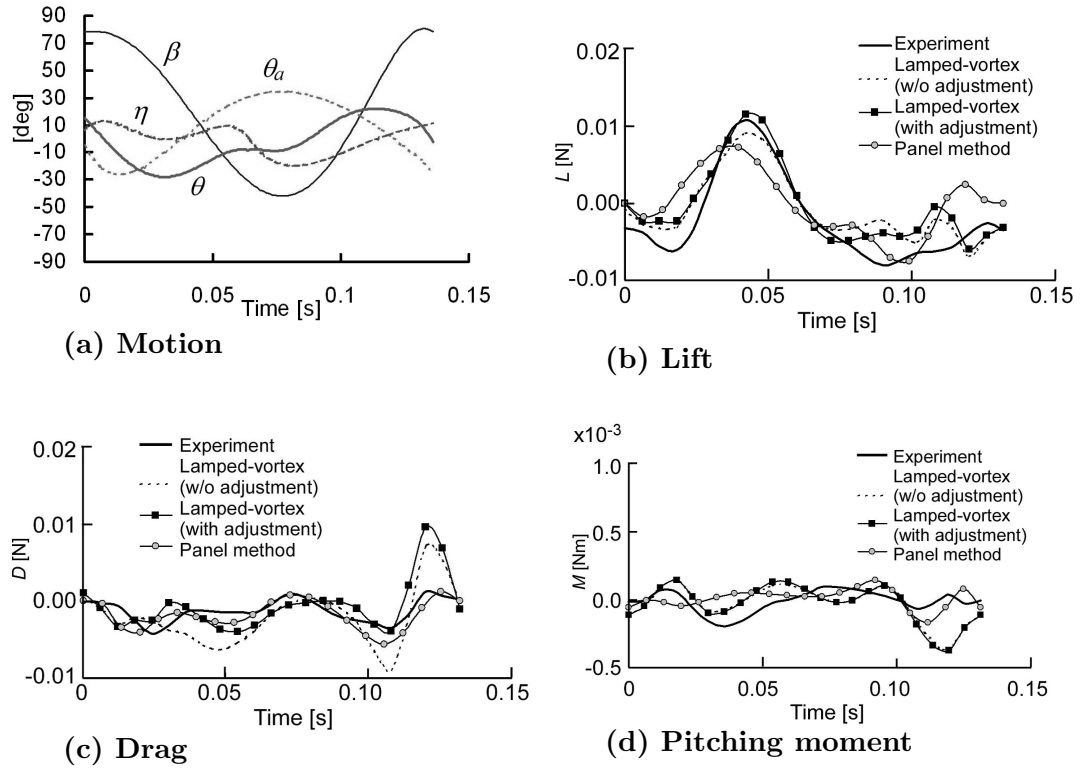 90
70
50
30
10
-10
-30
-50
-70
-90
[deg]
β
θa
η
θ
0
0.05
0.1
0.15
Time [s]
(a) Motion
0.02
0.01
0.00
-0.01
L [N]
Experiment
Lamped-vortex
(w/o adjustment)
Lamped-vortex
(with adjustment)
Panel method
0
0.05
0.10
0.15
Time [s]
(b) Lift
0.02
0.01
0.00
-0.01
D [N]
Experiment
Lamped-vortex
(w/o adjustment)
Lamped-vortex
(with adjustment)
Panel method
0
0.05
0.10
0.15
Time [s]
(c) Drag
x10-3
1.0
0.5
0.0
-0.5
M [Nm]
Experiment
Lamped-vortex
(w/o adjustment)
Lamped-vortex
(with adjustment)
Panel method
0
0.05
0.10
0.15
Time [s]
(d) Pitching moment